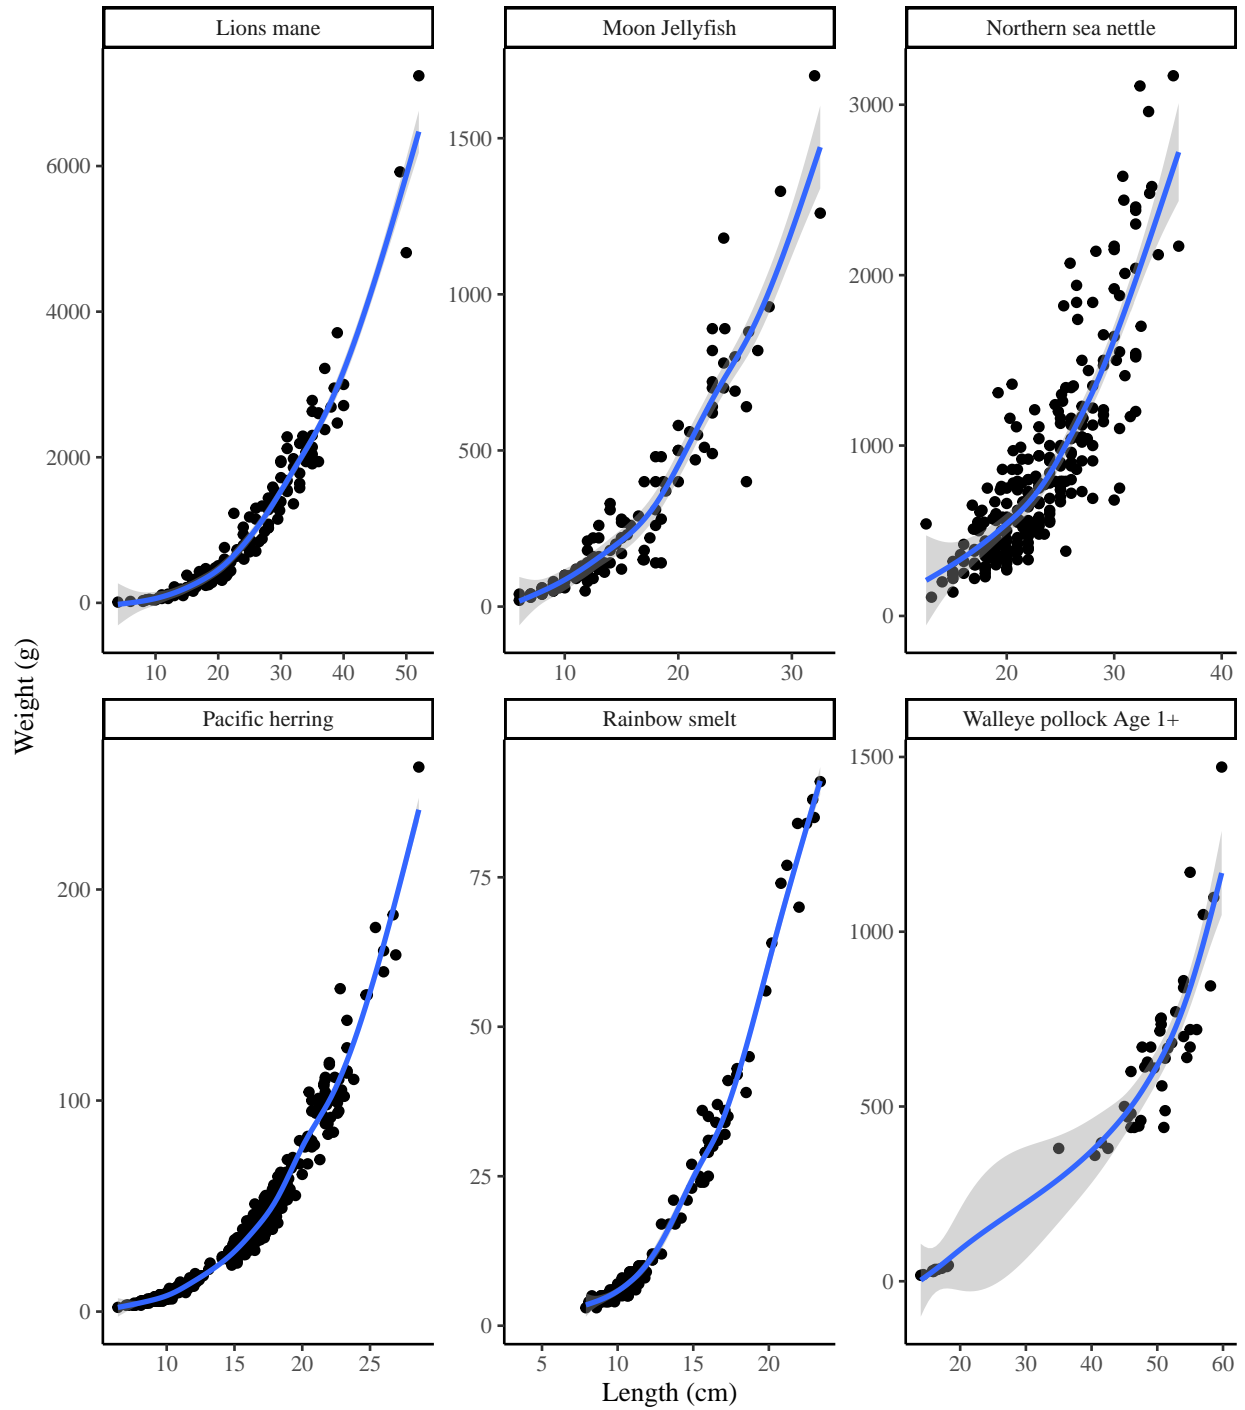 Lions mane
Moon Jellyfish
Northern sea nettle
6000
4000
2000
0
10 20 30 40 50
1500
1000
500
0
10 20 30
3000
2000
1000
0
20 30 40
Weight (g)
Pacific herring
Rainbow smelt
Walleye pollock Age 1+
200
100
0
10 15 20 25
75
50
25
0
5 10 15 20
1500
1000
500
0
20 30 40 50 60
Length (cm)